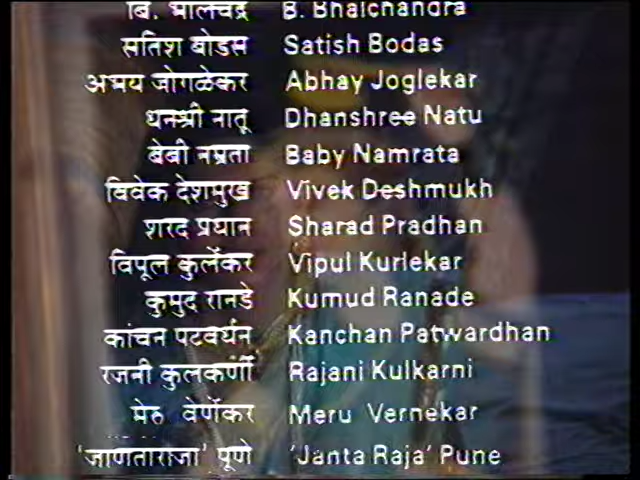 बि. भालचंद्र B. Bhalchandra
सतिश बोडस Satish Bodas
अभय जोगळेकर Abhay Joglekar
धनश्री नातू Dhanshree Natu
बेबी नम्रता Baby Namrata
विवेक देशमुख Vivek Deshmukh
शरद प्रधान Sharad Pradhan
विपूल कुर्लेकर Vipul Kurlekar
कुमुद रानडे Kumud Ranade
कांचन पटवर्धन Kanchan Patwardhan
रजनी कुलकर्णी Rajani Kulkarni
मेरु वेर्णेकर Meru Vernekar
'जाणताराजा' पूणे 'Janta Raja' Pune